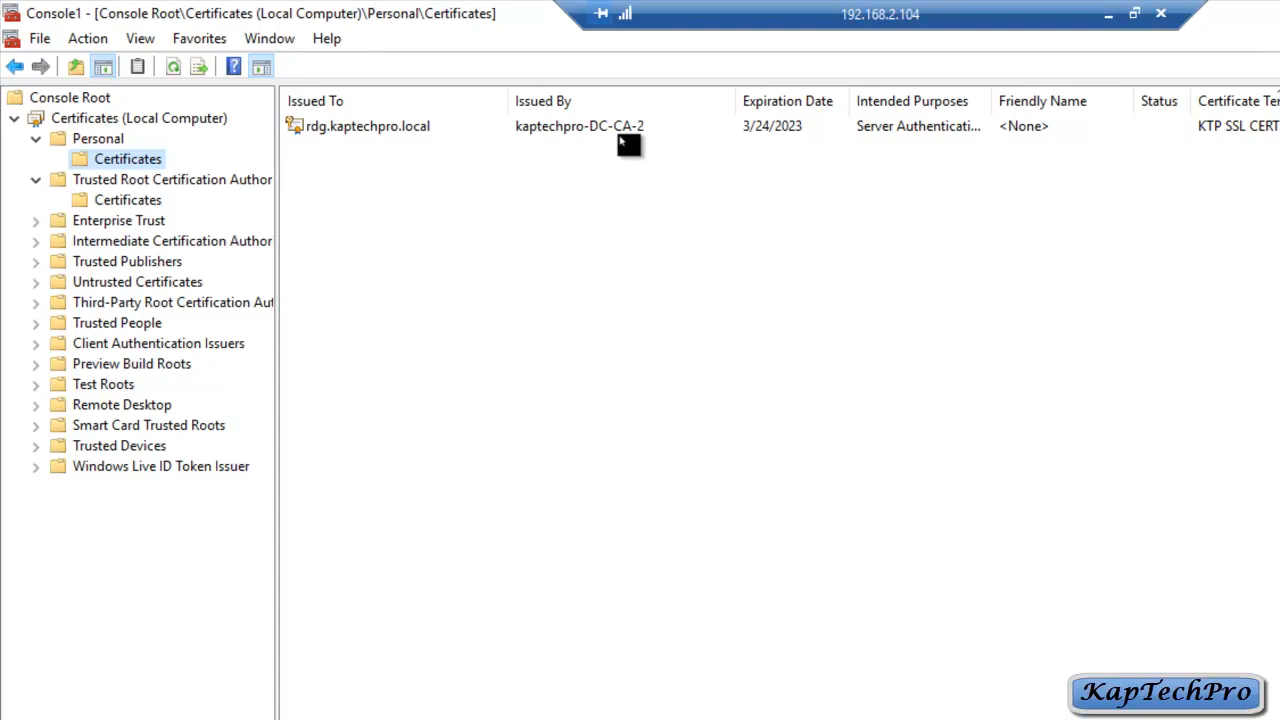 Console1 - [Console Root\Certificates (Local Computer)\Personal\Certificates]
192.168.2.104
File Action View Favorites Window Help
Console Root
Certificates (Local Computer)
Personal
Certificates
Trusted Root Certification Author
Certificates
Enterprise Trust
Intermediate Certification Author
Trusted Publishers
Untrusted Certificates
Third-Party Root Certification Aut
Trusted People
Client Authentication Issuers
Preview Build Roots
Test Roots
Remote Desktop
Smart Card Trusted Roots
Trusted Devices
Windows Live ID Token Issuer
Issued To Issued By Expiration Date Intended Purposes Friendly Name Status Certificate Ter
rdg.kaptechpro.local kaptechpro-DC-CA-2 3/24/2023 Server Authenticati... <None> KTP SSL CERT
KapTechPro